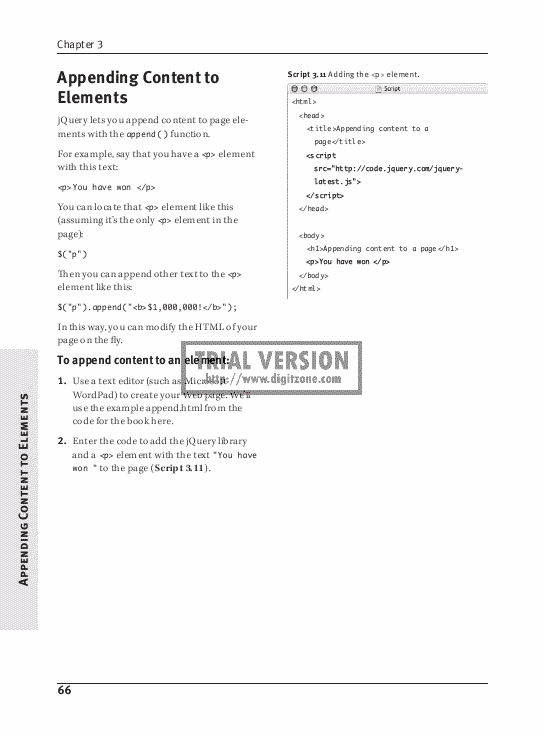 Chapter 3
Appending Content to
Elements
jQuery lets you append content to page ele-
ments with the append() function.
For example, say that you have a <p> element
with this text:
<p>You have won </p>
You can locate that <p> element like this
(assuming it's the only <p> element in the
page):
$("p")
Then you can append other text to the <p>
element like this:
$("p").append("<b>$1,000,000!</b>");
In this way, you can modify the HTML of your
page on the fly.
To append content to an element:
1. Use a text editor (such as Microsoft
WordPad) to create your Web page. We'll
use the example append.html from the
code for the book here.
2. Enter the code to add the jQuery library
and a <p> element with the text "You have
won " to the page (Script 3.11).
Script 3.11 Adding the <p> element.
Script
<html>
<head>
<title>Appending content to a
page</title>
<script
src="http://code.jquery.com/jquery-
latest.js">
</script>
</head>
<body>
<h1>Appending content to a page</h1>
<p>You have won </p>
</body>
</html>
TRIAL VERSION
http://www.digitzone.com
Appending Content to Elements
66